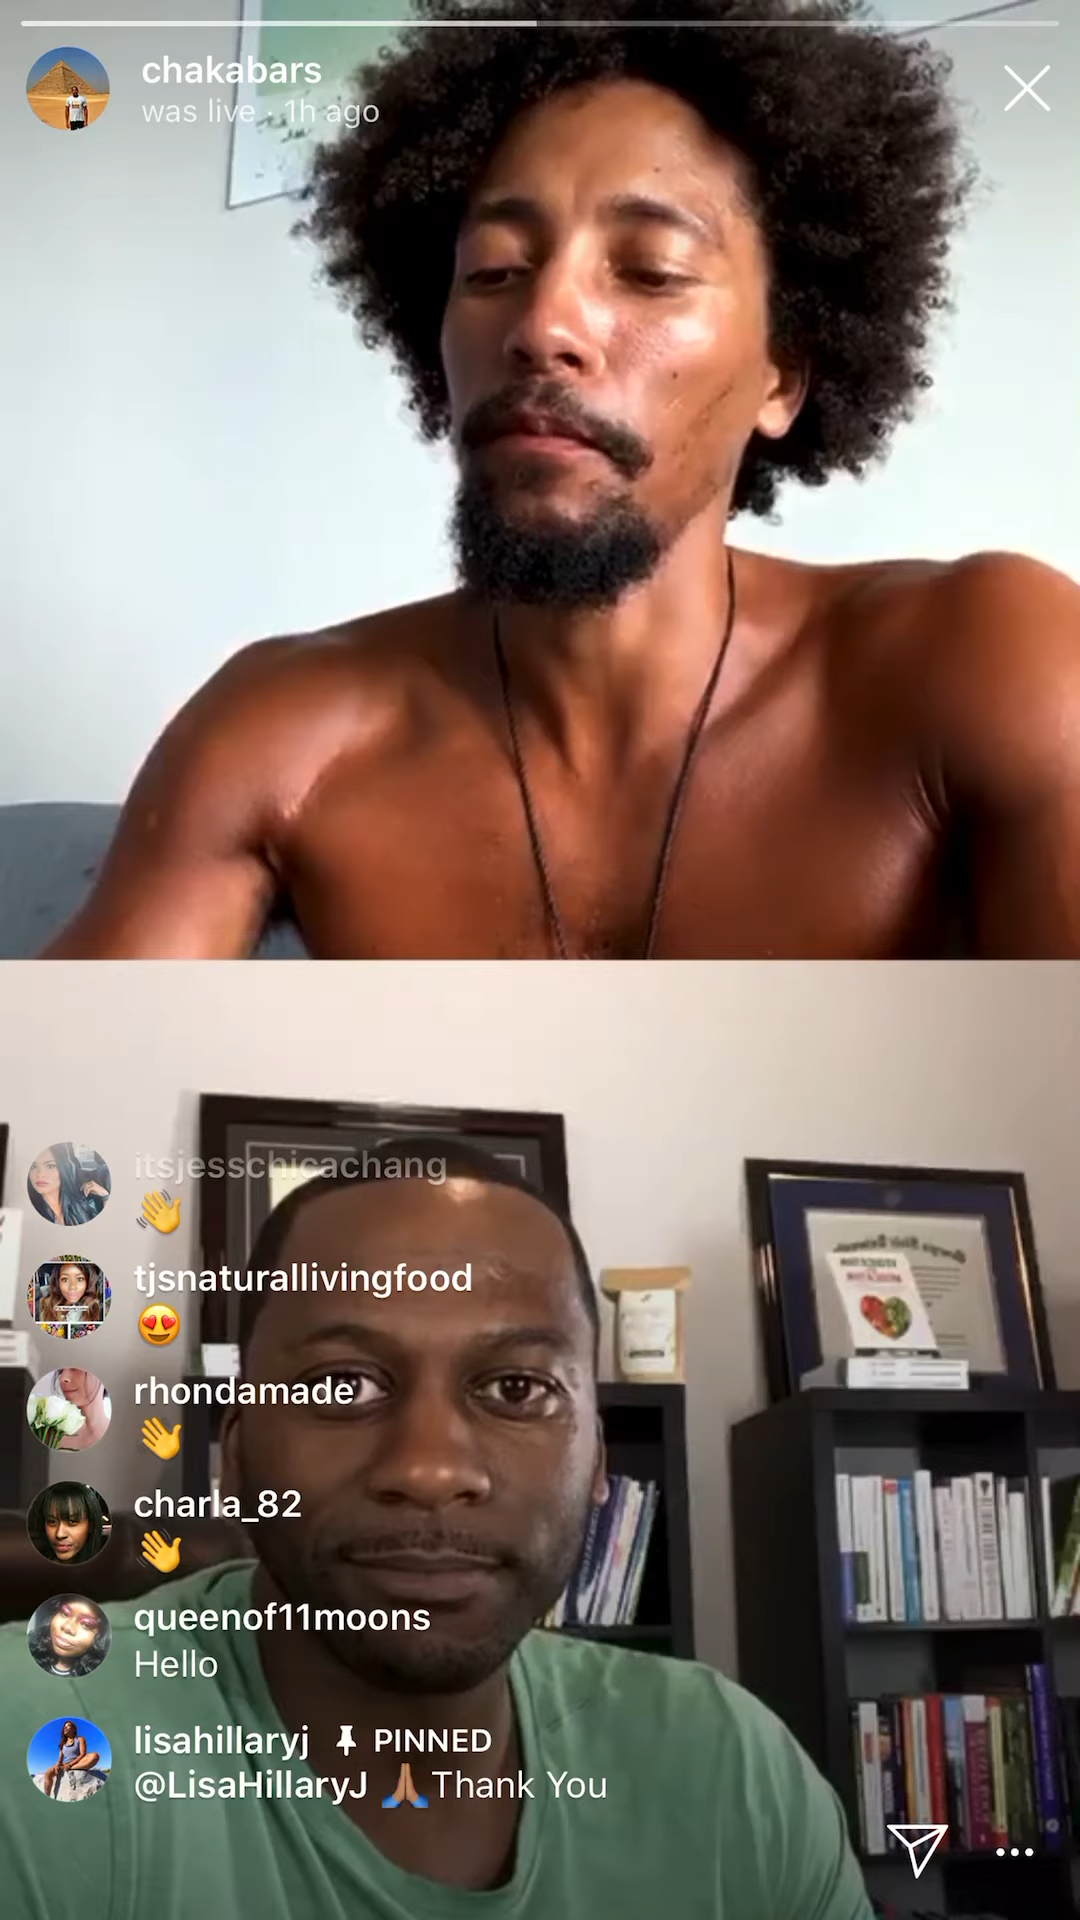 chakabars
was live · 1h ago
itsjesschicachang
👋
tjsnaturallivingfood
😍
rhondamade
👋
charla_82
👋
queenof11moons
Hello
lisahillaryj PINNED
@LisaHillaryJ 🙏🏽 Thank You